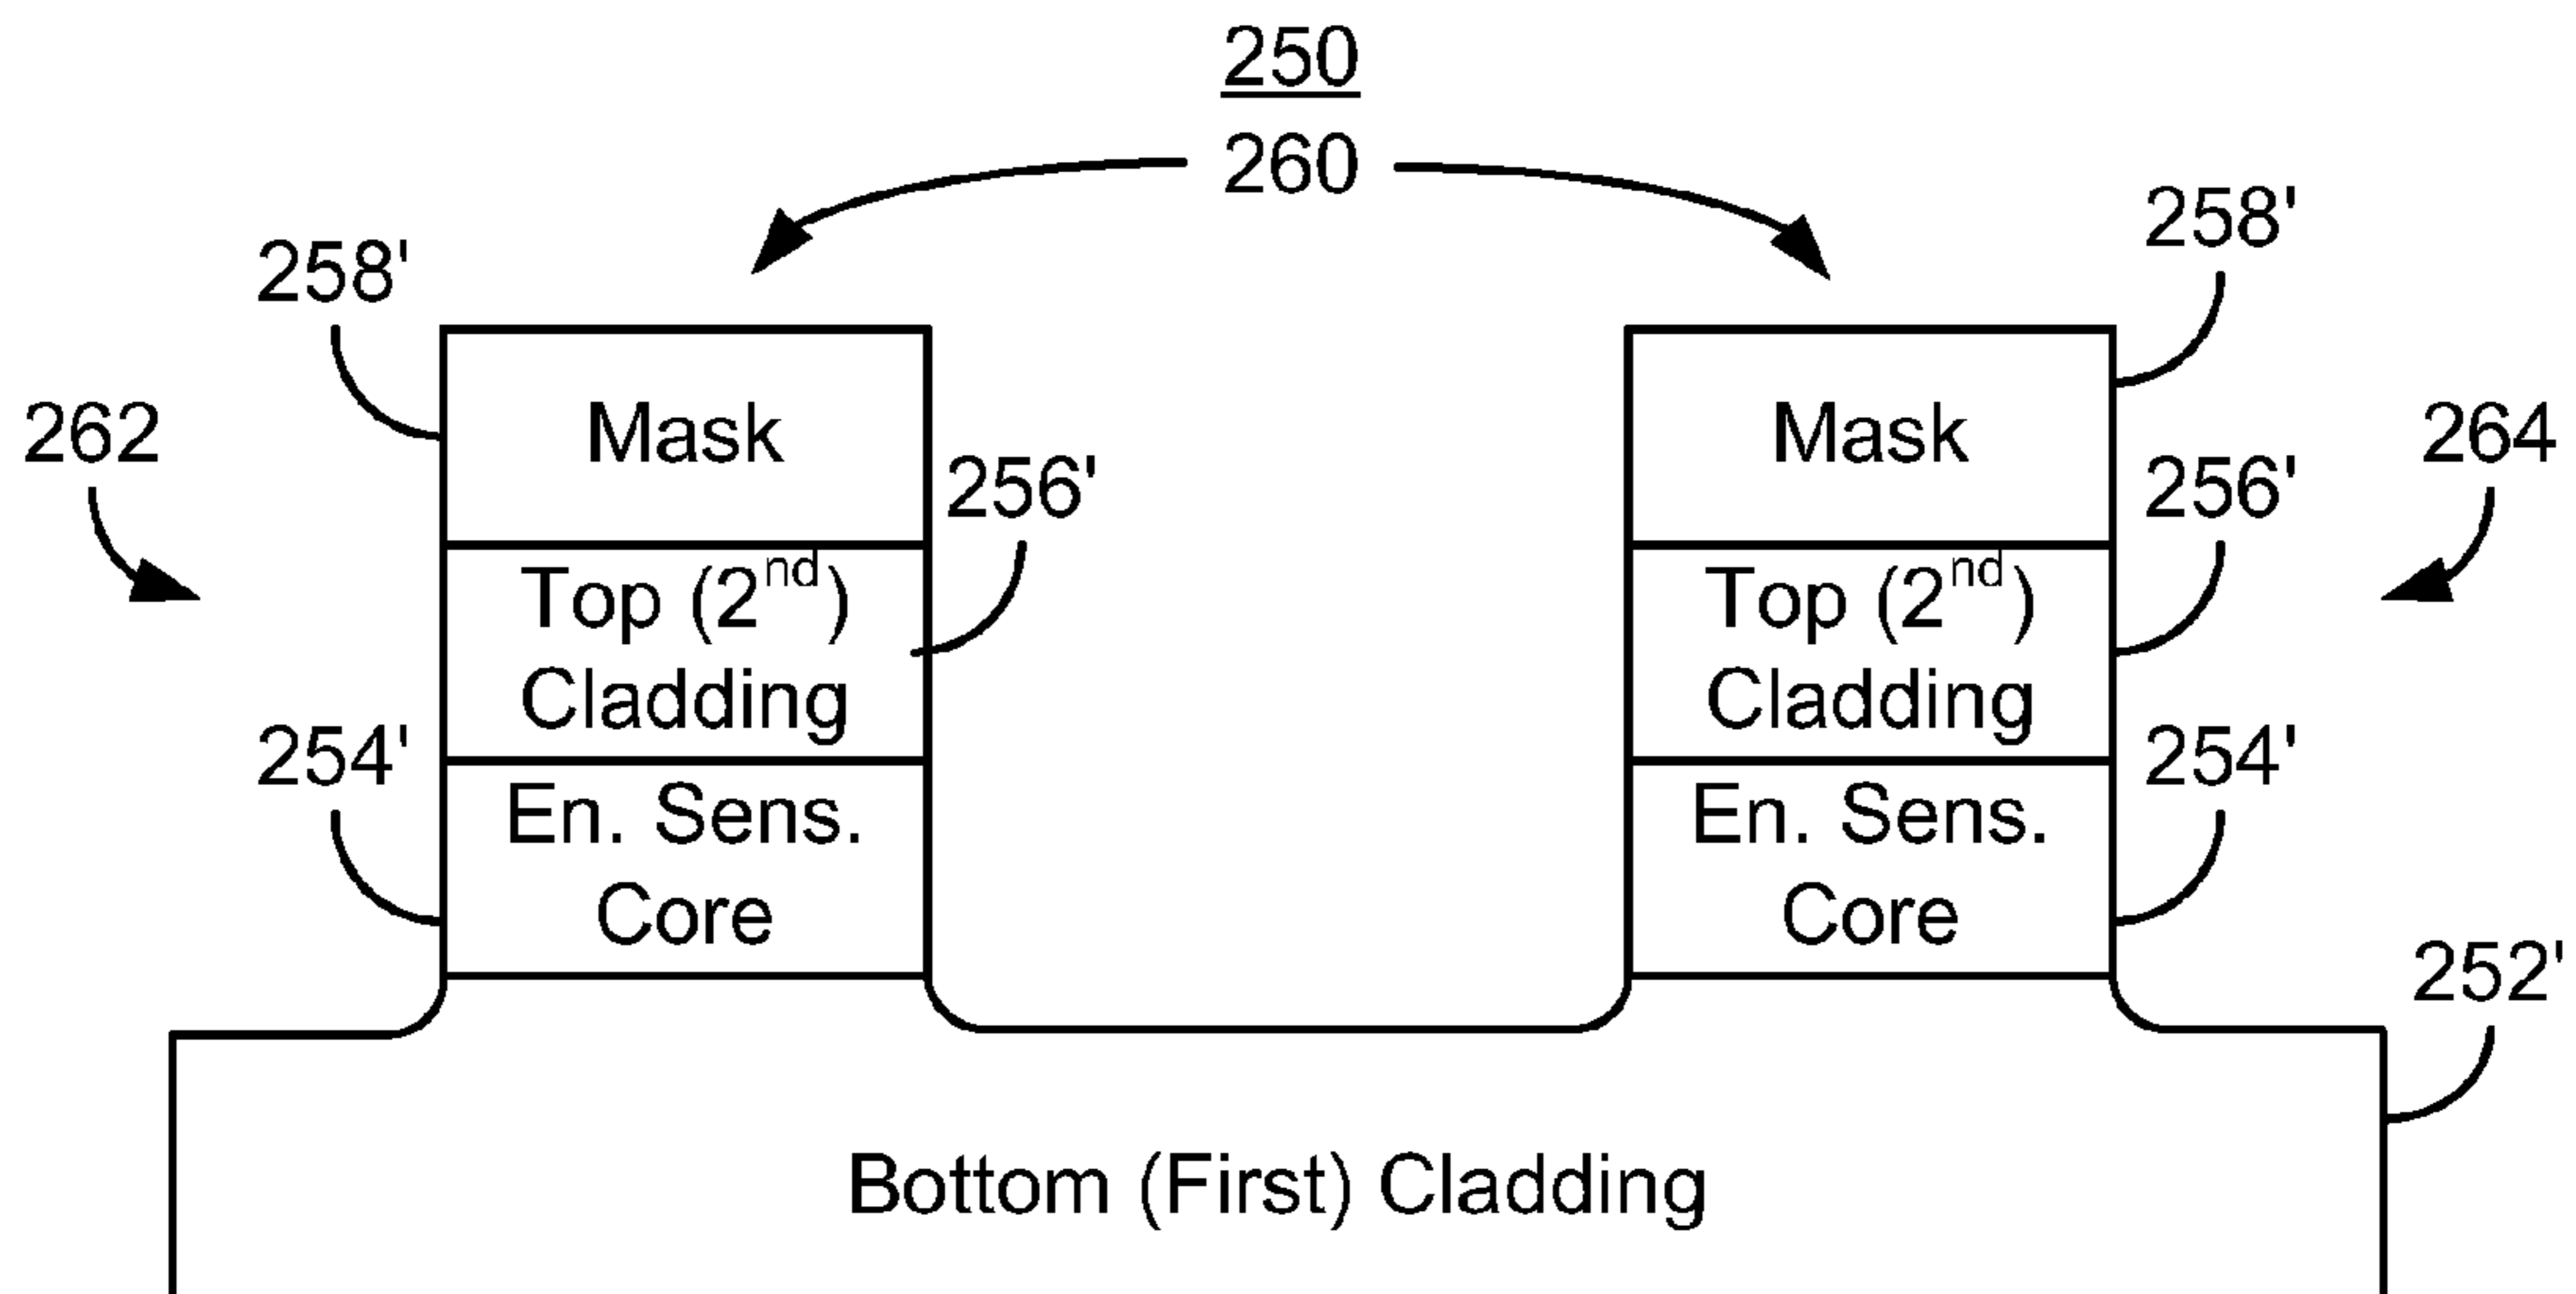 250
260
258'
258'
262
Mask
Mask
264
256'
256'
Top (2nd)
Cladding
Top (2nd)
Cladding
254'
254'
En. Sens.
Core
En. Sens.
Core
252'
Bottom (First) Cladding